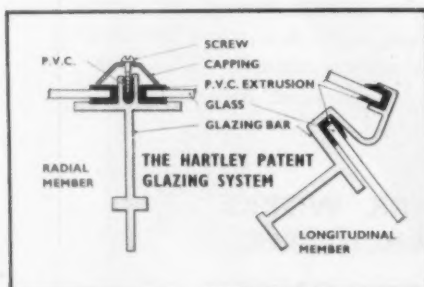 SCREW
P.V.C.
CAPPING
P.V.C. EXTRUSION
GLASS
GLAZING BAR
THE HARTLEY PATENT
GLAZING SYSTEM
RADIAL
MEMBER
LONGITUDINAL
MEMBER